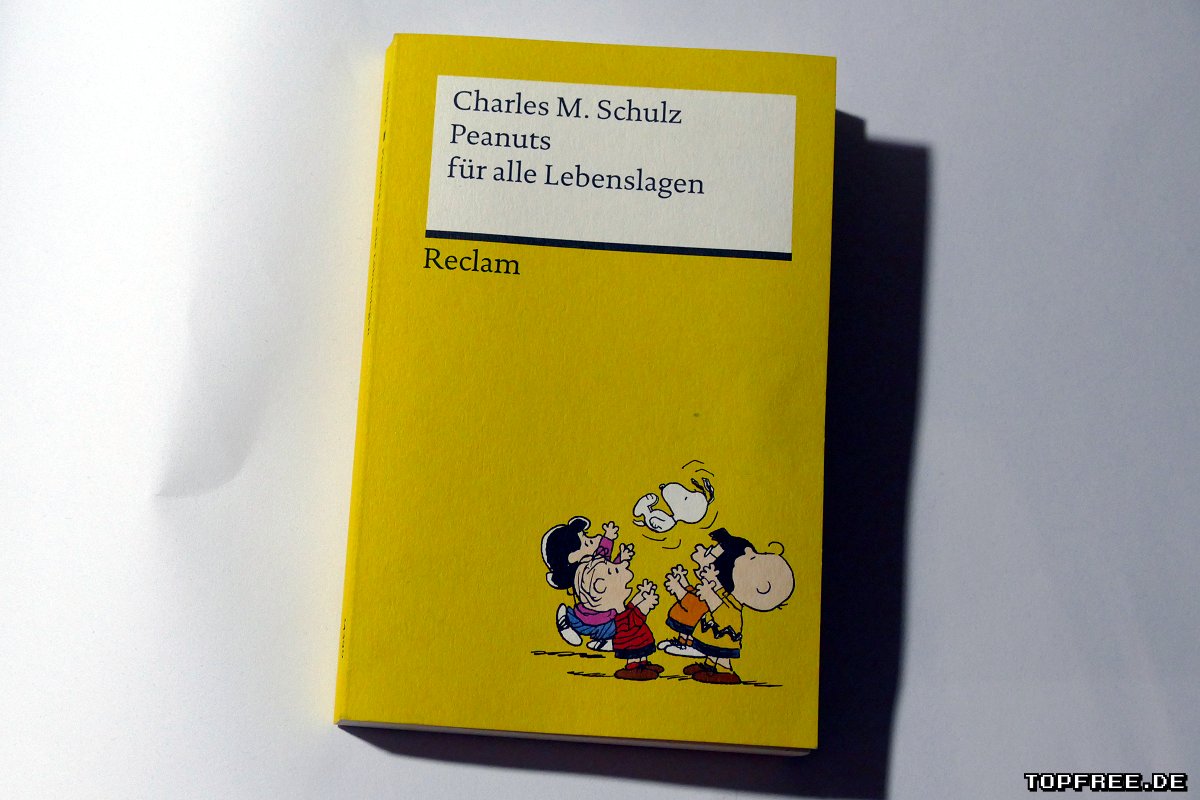 Charles M. Schulz
Peanuts
für alle Lebenslagen
Reclam
TOPFREE.DE